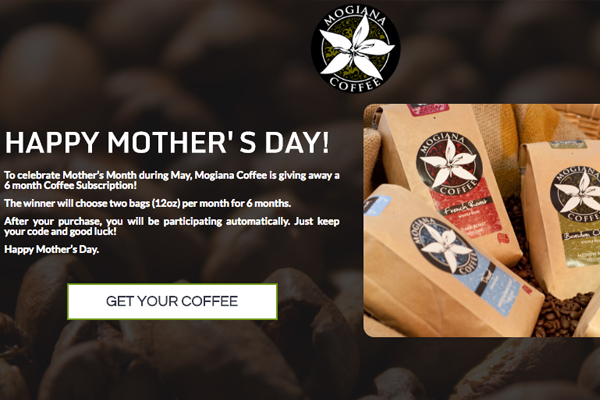 MOGIANA
COFFEE
HAPPY MOTHER'S DAY!
To celebrate Mother's Month during May, Mogiana Coffee is giving away a
6 month Coffee Subscription!
The winner will choose two bags (12oz) per month for 6 months.
After your purchase, you will be participating automatically. Just keep
your code and good luck!
Happy Mother's Day.
GET YOUR COFFEE
MOGIANA
COFFEE
French Roast
MOGIANA
COFFEE
Bourbon
MOGIANA
COFFEE